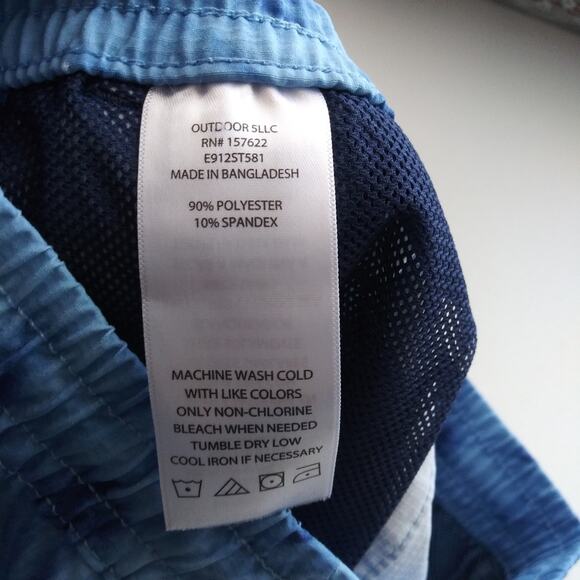 OUTDOOR 5LLC
RN# 157622
E912ST581
MADE IN BANGLADESH
90% POLYESTER
10% SPANDEX
MACHINE WASH COLD
WITH LIKE COLORS
ONLY NON-CHLORINE
BLEACH WHEN NEEDED
TUMBLE DRY LOW
COOL IRON IF NECESSARY